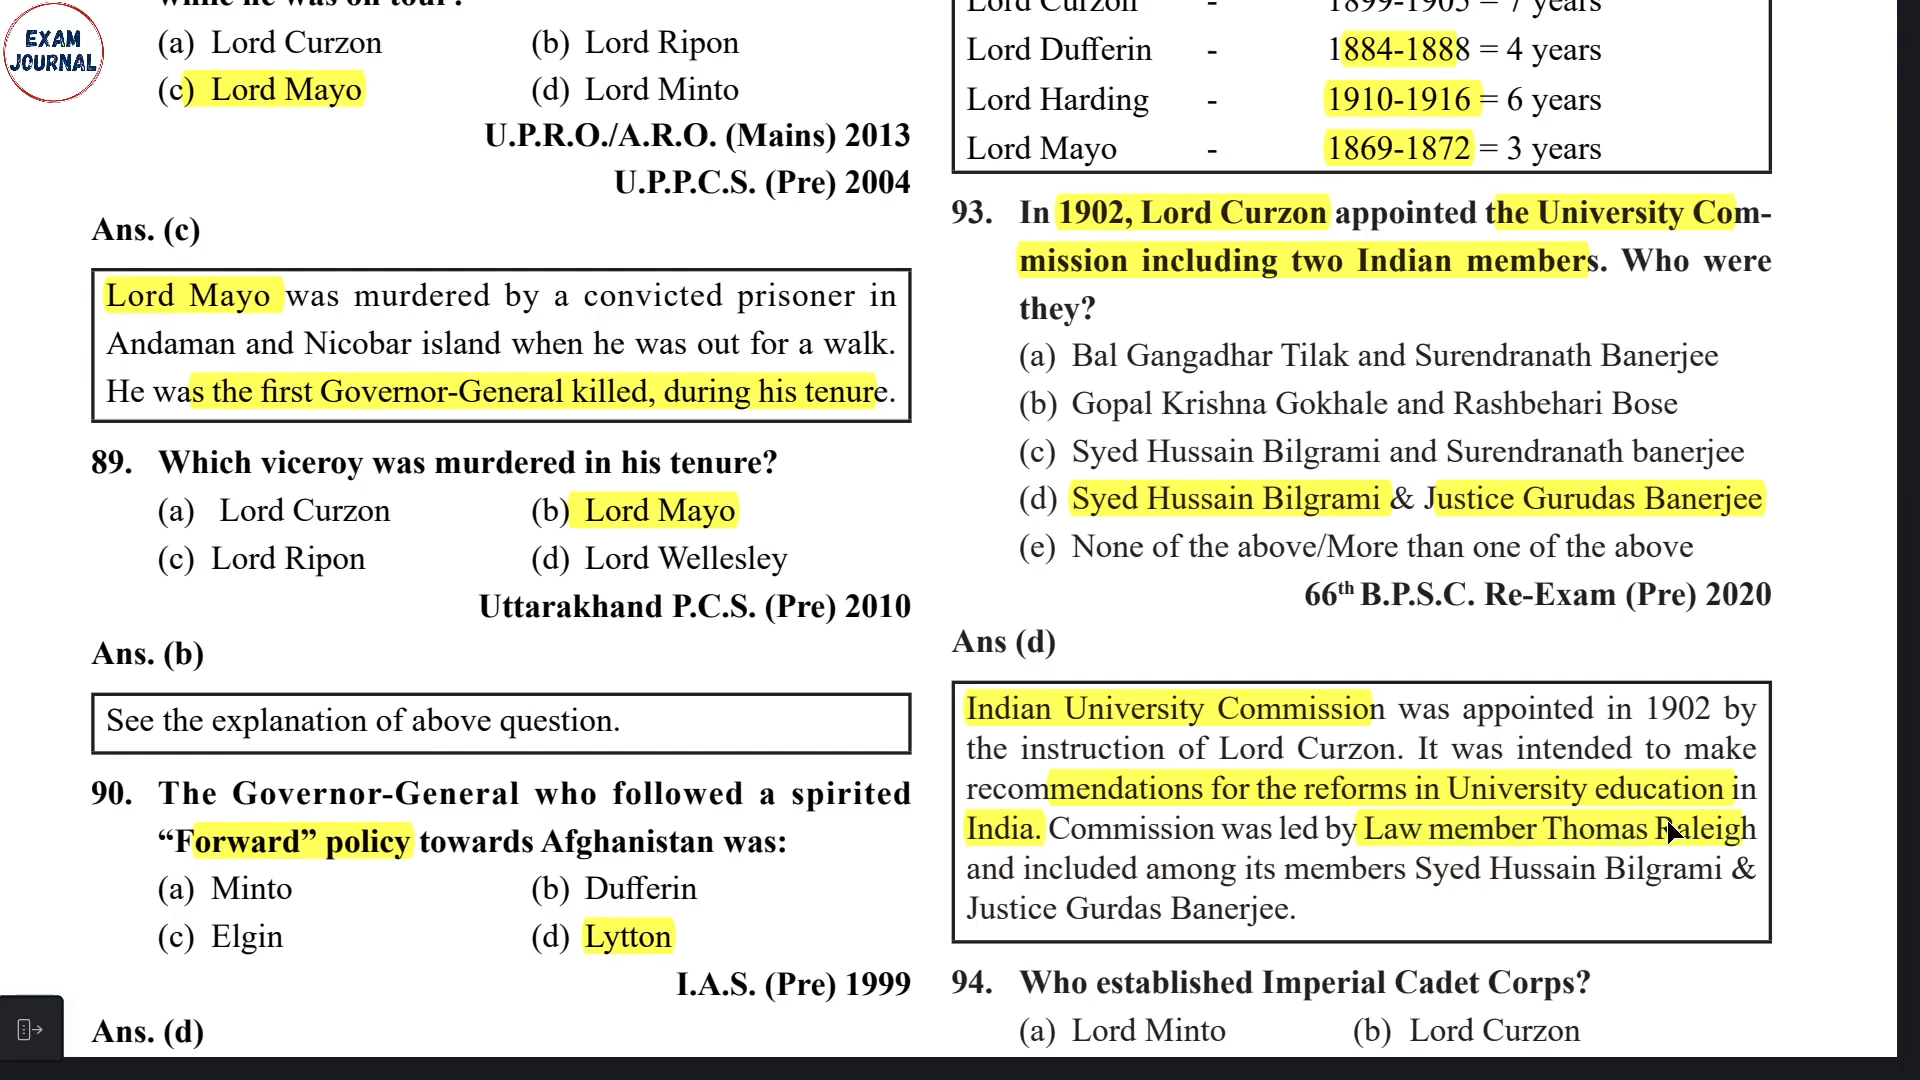 EXAM
JOURNAL
while he was on tour?
(a) Lord Curzon (b) Lord Ripon
(c) Lord Mayo (d) Lord Minto
U.P.R.O./A.R.O. (Mains) 2013
U.P.P.C.S. (Pre) 2004
Ans. (c)
Lord Mayo was murdered by a convicted prisoner in
Andaman and Nicobar island when he was out for a walk.
He was the first Governor-General killed, during his tenure.
89. Which viceroy was murdered in his tenure?
(a) Lord Curzon (b) Lord Mayo
(c) Lord Ripon (d) Lord Wellesley
Uttarakhand P.C.S. (Pre) 2010
Ans. (b)
See the explanation of above question.
90. The Governor-General who followed a spirited
“Forward” policy towards Afghanistan was:
(a) Minto (b) Dufferin
(c) Elgin (d) Lytton
I.A.S. (Pre) 1999
Ans. (d)
Lord Curzon - 1899-1905 = 7 years
Lord Dufferin - 1884-1888 = 4 years
Lord Harding - 1910-1916 = 6 years
Lord Mayo - 1869-1872 = 3 years
93. In 1902, Lord Curzon appointed the University Com-
mission including two Indian members. Who were
they?
(a) Bal Gangadhar Tilak and Surendranath Banerjee
(b) Gopal Krishna Gokhale and Rashbehari Bose
(c) Syed Hussain Bilgrami and Surendranath banerjee
(d) Syed Hussain Bilgrami & Justice Gurudas Banerjee
(e) None of the above/More than one of the above
66th B.P.S.C. Re-Exam (Pre) 2020
Ans (d)
Indian University Commission was appointed in 1902 by
the instruction of Lord Curzon. It was intended to make
recommendations for the reforms in University education in
India. Commission was led by Law member Thomas Raleigh
and included among its members Syed Hussain Bilgrami &
Justice Gurdas Banerjee.
94. Who established Imperial Cadet Corps?
(a) Lord Minto (b) Lord Curzon